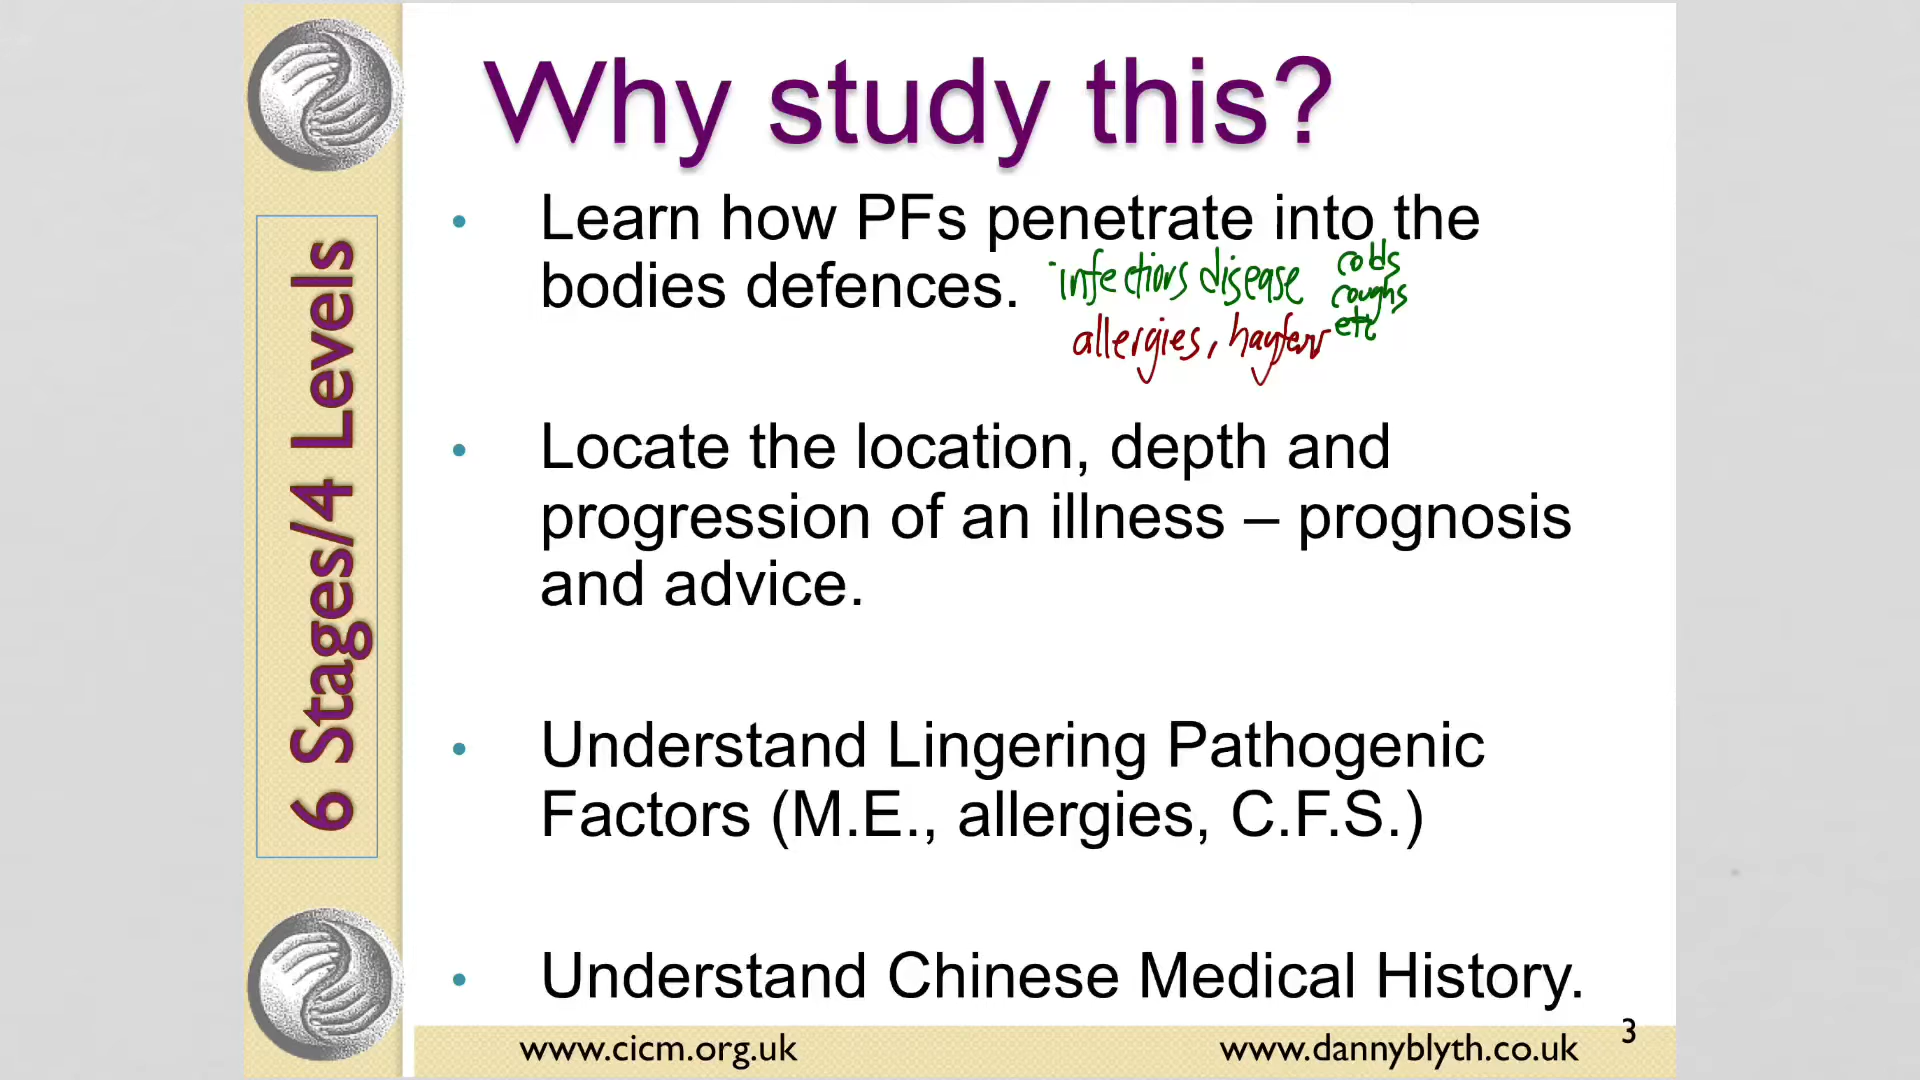 Why study this?
• Learn how PFs penetrate into the
bodies defences.
infectious disease
colds
coughs
etc
allergies, hayfever
• Locate the location, depth and
progression of an illness – prognosis
and advice.
• Understand Lingering Pathogenic
Factors (M.E., allergies, C.F.S.)
• Understand Chinese Medical History.
6 Stages/4 Levels
www.cicm.org.uk
www.dannyblyth.co.uk
3